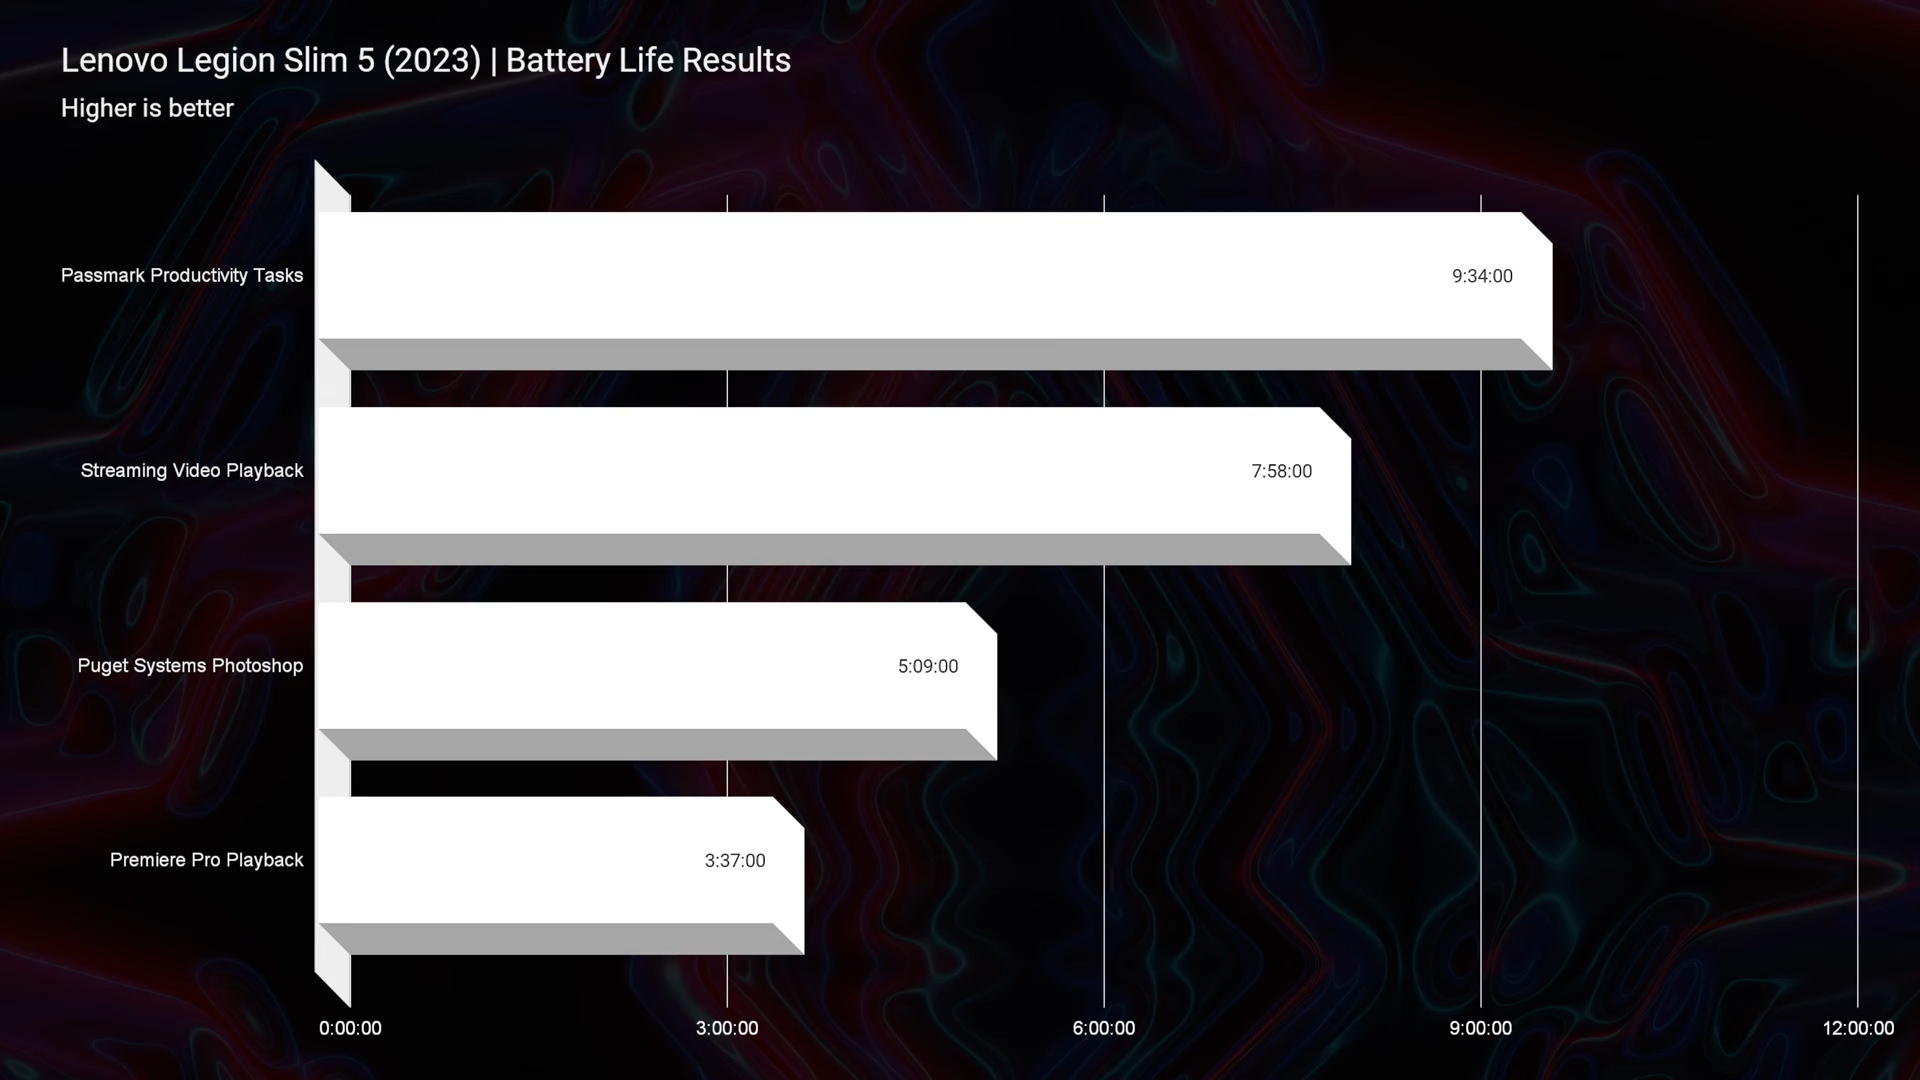 Lenovo Legion Slim 5 (2023) | Battery Life Results
Higher is better
Passmark Productivity Tasks
9:34:00
Streaming Video Playback
7:58:00
Puget Systems Photoshop
5:09:00
Premiere Pro Playback
3:37:00
0:00:00
3:00:00
6:00:00
9:00:00
12:00:00